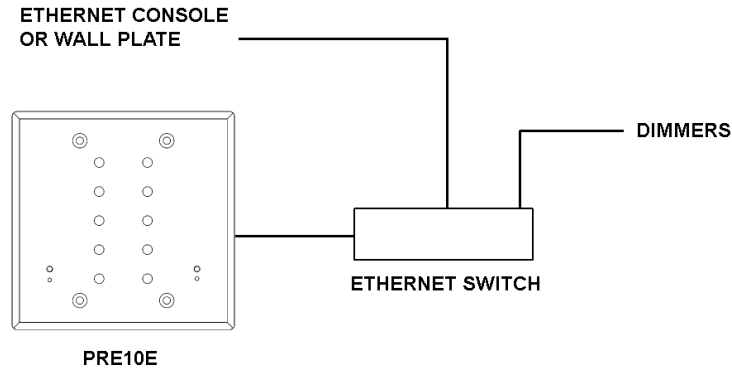 ETHERNET CONSOLE
OR WALL PLATE
DIMMERS
ETHERNET SWITCH
PRE10E